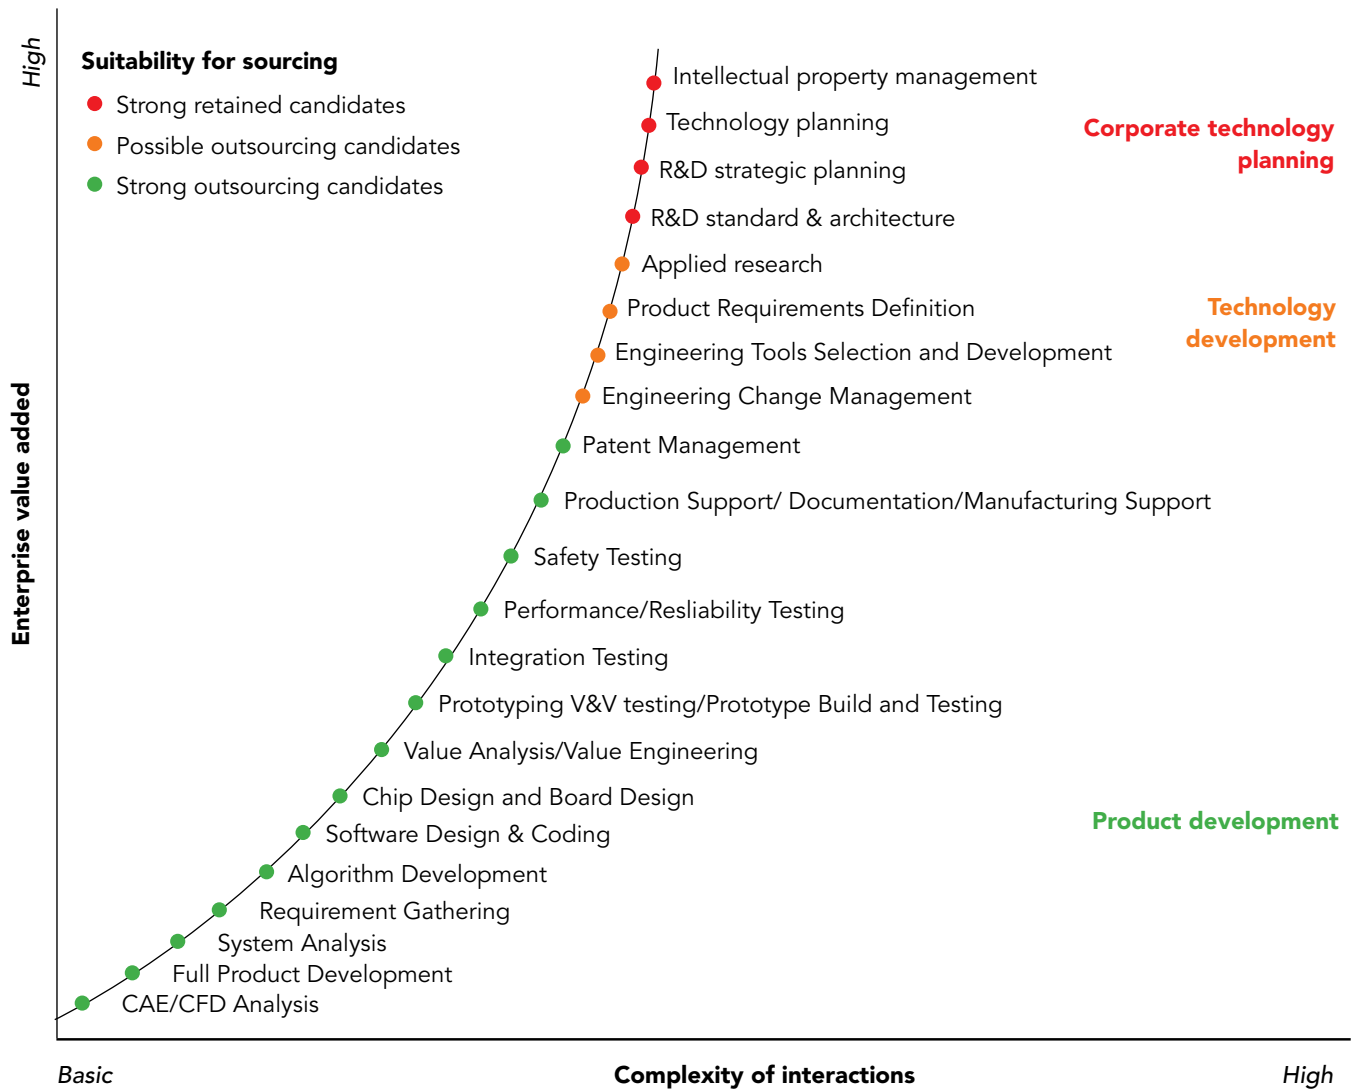 High
Suitability for sourcing
Strong retained candidates
Possible outsourcing candidates
Strong outsourcing candidates
Intellectual property management
Technology planning
R&D strategic planning
R&D standard & architecture
Corporate technology
planning
Applied research
Product Requirements Definition
Engineering Tools Selection and Development
Engineering Change Management
Technology
development
Patent Management
Production Support/ Documentation/Manufacturing Support
Safety Testing
Performance/Resliability Testing
Integration Testing
Prototyping V&V testing/Prototype Build and Testing
Value Analysis/Value Engineering
Chip Design and Board Design
Software Design & Coding
Algorithm Development
Requirement Gathering
System Analysis
Full Product Development
CAE/CFD Analysis
Product development
Enterprise value added
Basic
Complexity of interactions
High